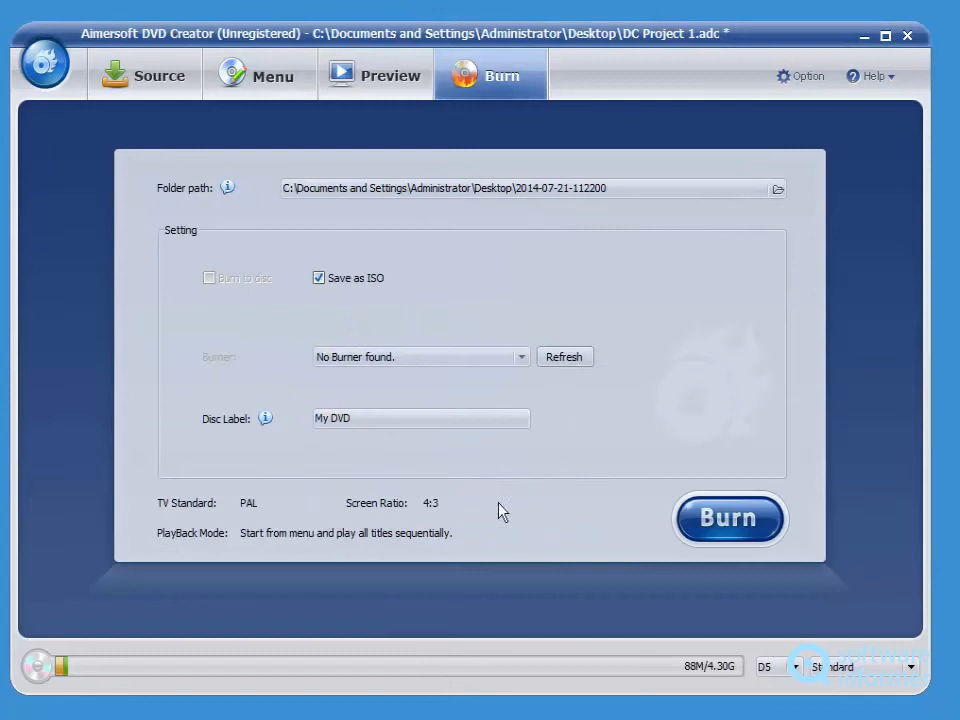 Aimersoft DVD Creator (Unregistered) - C:\Documents and Settings\Administrator\Desktop\DC Project 1.adc *
Source
Menu
Preview
Burn
Option
Help
Folder path:
C:\Documents and Settings\Administrator\Desktop\2014-07-21-112200
Setting
Burn to disc
Save as ISO
Burner:
No Burner found.
Refresh
Disc Label:
My DVD
TV Standard: PAL
Screen Ratio: 4:3
PlayBack Mode: Start from menu and play all titles sequentially.
Burn
88M/4.30G
D5
Standard
software
informer